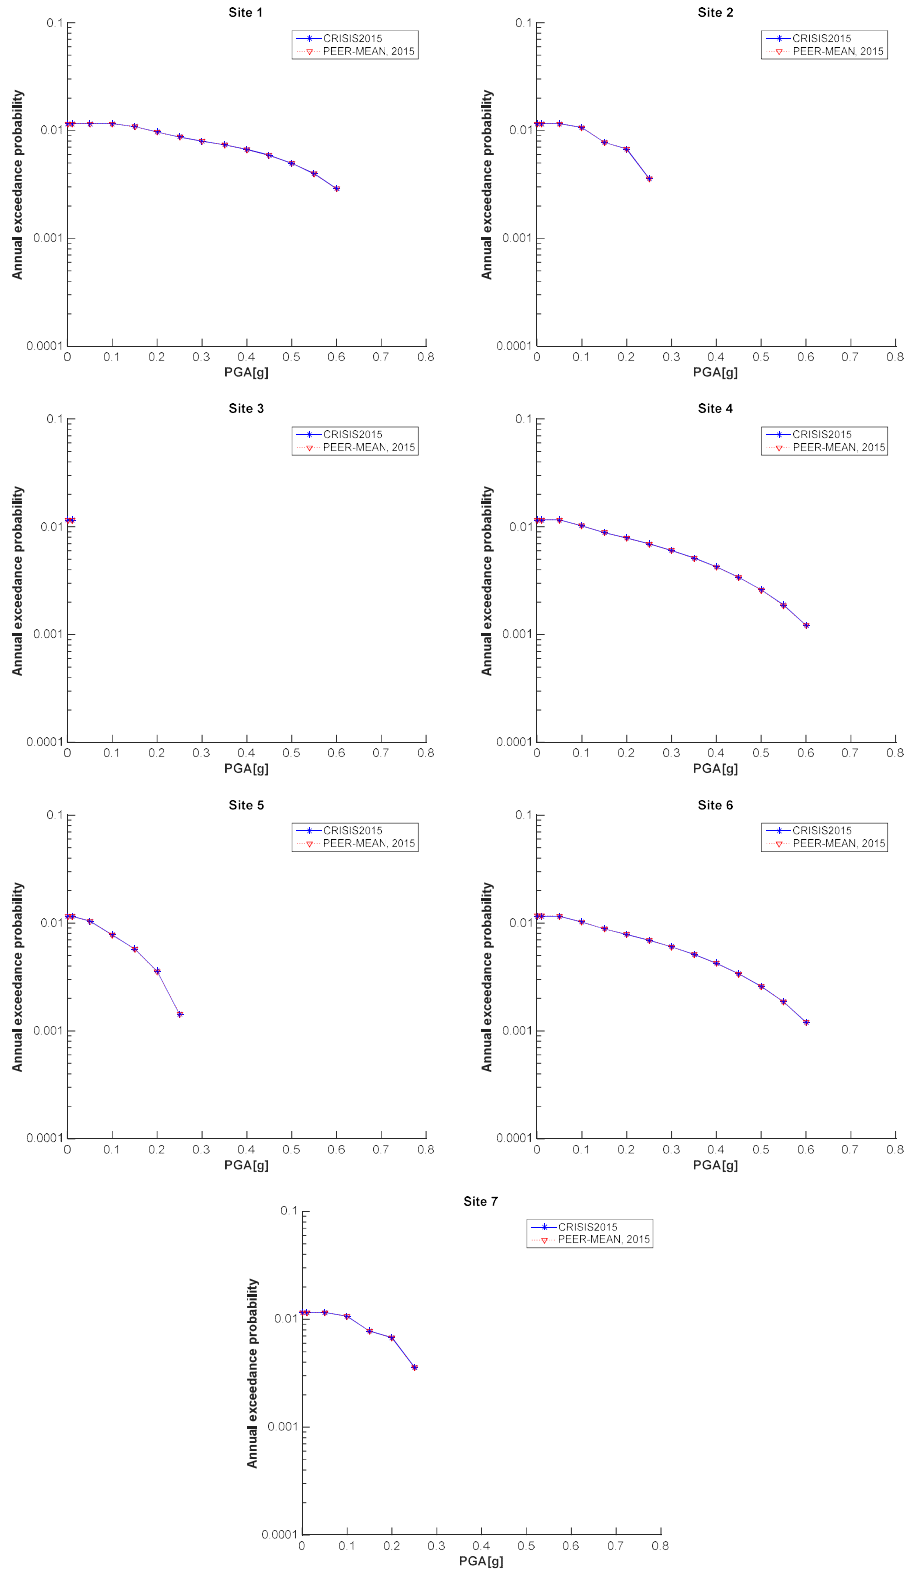 Site 1
CRISIS2015
PEER-MEAN, 2015
Annual exceedance probability
0.1
0.01
0.001
0.0001
0 0.1 0.2 0.3 0.4 0.5 0.6 0.7 0.8
PGA[g]
Site 2
CRISIS2015
PEER-MEAN, 2015
Annual exceedance probability
0.1
0.01
0.001
0.0001
0 0.1 0.2 0.3 0.4 0.5 0.6 0.7 0.8
PGA[g]
Site 3
CRISIS2015
PEER-MEAN, 2015
Annual exceedance probability
0.1
0.01
0.001
0.0001
0 0.1 0.2 0.3 0.4 0.5 0.6 0.7 0.8
PGA[g]
Site 4
CRISIS2015
PEER-MEAN, 2015
Annual exceedance probability
0.1
0.01
0.001
0.0001
0 0.1 0.2 0.3 0.4 0.5 0.6 0.7 0.8
PGA[g]
Site 5
CRISIS2015
PEER-MEAN, 2015
Annual exceedance probability
0.1
0.01
0.001
0.0001
0 0.1 0.2 0.3 0.4 0.5 0.6 0.7 0.8
PGA[g]
Site 6
CRISIS2015
PEER-MEAN, 2015
Annual exceedance probability
0.1
0.01
0.001
0.0001
0 0.1 0.2 0.3 0.4 0.5 0.6 0.7 0.8
PGA[g]
Site 7
CRISIS2015
PEER-MEAN, 2015
Annual exceedance probability
0.1
0.01
0.001
0.0001
0 0.1 0.2 0.3 0.4 0.5 0.6 0.7 0.8
PGA[g]